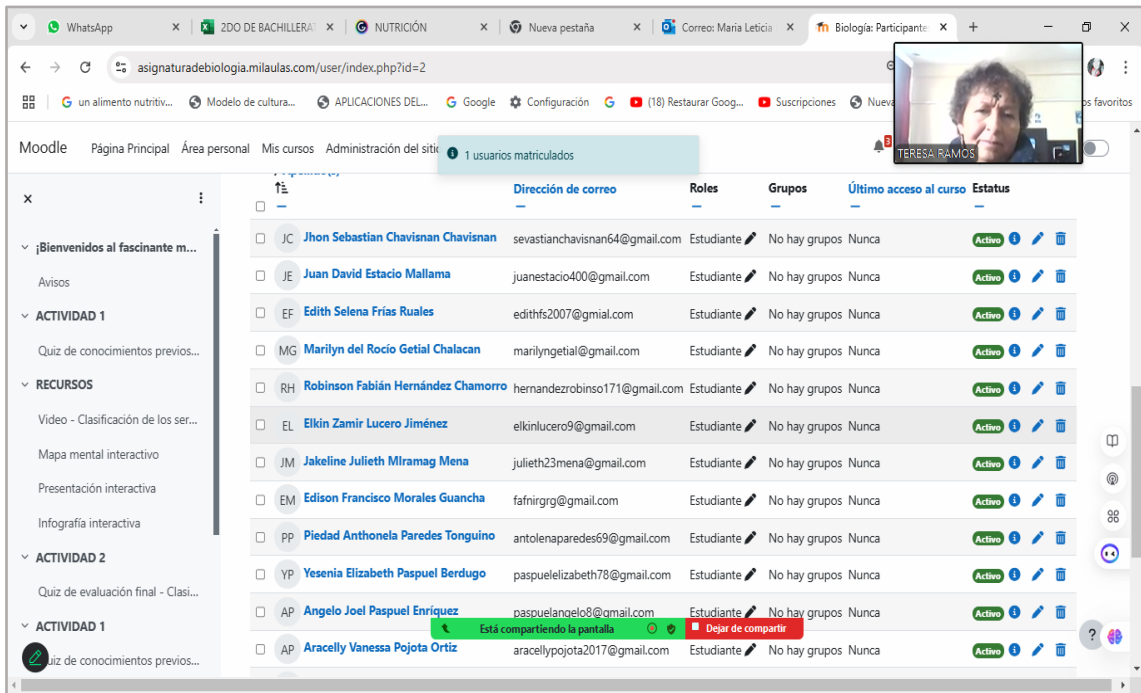 WhatsApp
2DO DE BACHILLERAT
NUTRICIÓN
Nueva pestaña
Correo: Maria Leticia
Biología: Participante
asignaturadebiologia.milaulas.com/user/index.php?id=2
un alimento nutritiv...
Modelo de cultura...
APLICACIONES DEL...
Google
Configuración
(18) Restaurar Goog...
Suscripciones
Nueva
os favoritos
TERESA RAMOS
Moodle
Página Principal
Área personal
Mis cursos
Administración del sitio
1 usuarios matriculados
3
Dirección de correo
Roles
Grupos
Último acceso al curso
Estatus
¡Bienvenidos al fascinante m...
Avisos
ACTIVIDAD 1
Quiz de conocimientos previos...
RECURSOS
Video - Clasificación de los ser...
Mapa mental interactivo
Presentación interactiva
Infografía interactiva
ACTIVIDAD 2
Quiz de evaluación final - Clasi...
ACTIVIDAD 1
uiz de conocimientos previos...
JC Jhon Sebastian Chavisnan Chavisnan sevastianchavisnan64@gmail.com Estudiante No hay grupos Nunca Activo
JE Juan David Estacio Mallama juanestacio400@gmail.com Estudiante No hay grupos Nunca Activo
EF Edith Selena Frías Ruales edithfs2007@gmial.com Estudiante No hay grupos Nunca Activo
MG Marilyn del Rocío Getial Chalacan marilyngetial@gmail.com Estudiante No hay grupos Nunca Activo
RH Robinson Fabián Hernández Chamorro hernandezrobinso171@gmail.com Estudiante No hay grupos Nunca Activo
EL Elkin Zamir Lucero Jiménez elkinlucero9@gmail.com Estudiante No hay grupos Nunca Activo
JM Jakeline Julieth MIramag Mena julieth23mena@gmail.com Estudiante No hay grupos Nunca Activo
EM Edison Francisco Morales Guancha fafnirgrg@gmail.com Estudiante No hay grupos Nunca Activo
PP Piedad Anthonela Paredes Tonguino antolenaparedes69@gmail.com Estudiante No hay grupos Nunca Activo
YP Yesenia Elizabeth Paspuel Berdugo paspuelelizabeth78@gmail.com Estudiante No hay grupos Nunca Activo
AP Angelo Joel Paspuel Enríquez paspuelangelo8@gmail.com Estudiante No hay grupos Nunca Activo
Está compartiendo la pantalla
Dejar de compartir
AP Aracelly Vanessa Pojota Ortiz aracellypojota2017@gmail.com Estudiante No hay grupos Nunca Activo
?